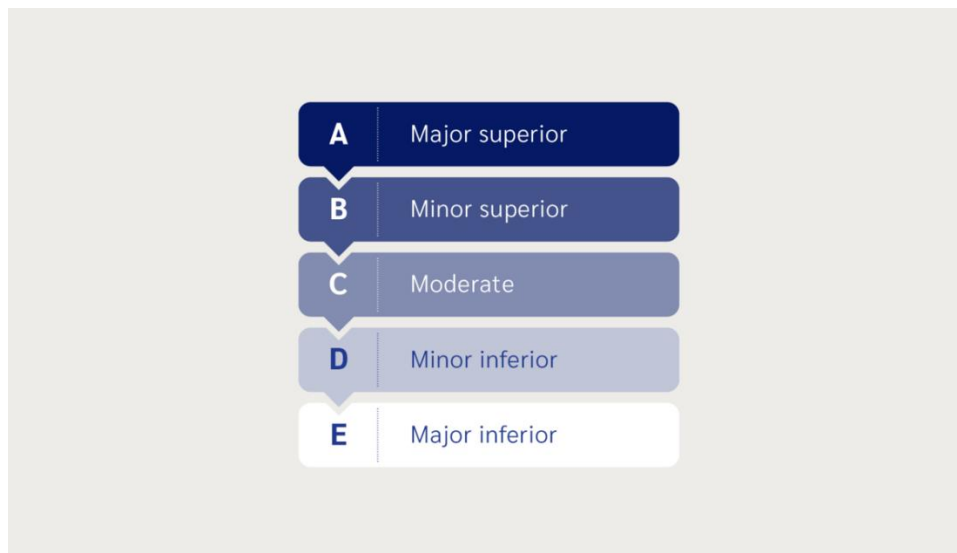 A Major superior
B Minor superior
C Moderate
D Minor inferior
E Major inferior